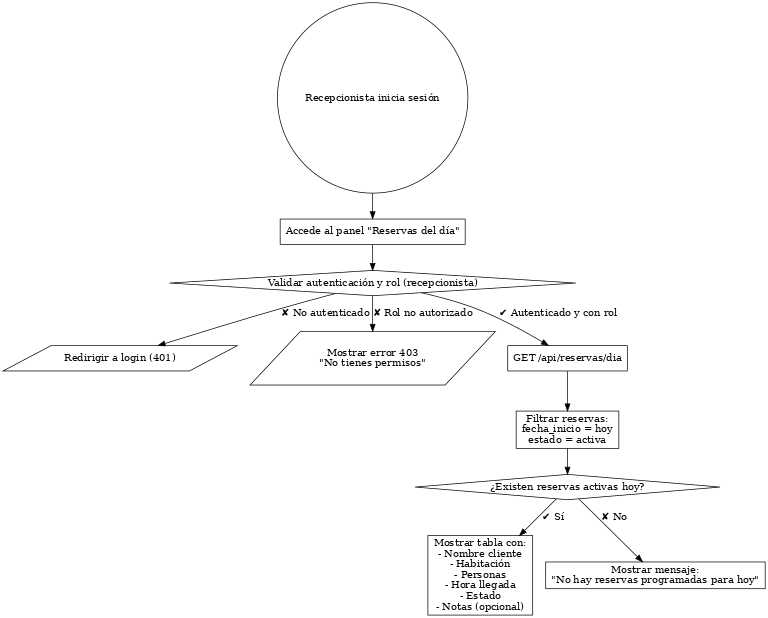 Recepcionista inicia sesión
Accede al panel "Reservas del día"
Validar autenticación y rol (recepcionista)
✘ No autenticado
✘ Rol no autorizado
✔ Autenticado y con rol
Redirigir a login (401)
Mostrar error 403
"No tienes permisos"
GET /api/reservas/dia
Filtrar reservas:
fecha_inicio = hoy
estado = activa
¿Existen reservas activas hoy?
✔ Sí
✘ No
Mostrar tabla con:
- Nombre cliente
- Habitación
- Personas
- Hora llegada
- Estado
- Notas (opcional)
Mostrar mensaje:
"No hay reservas programadas para hoy"